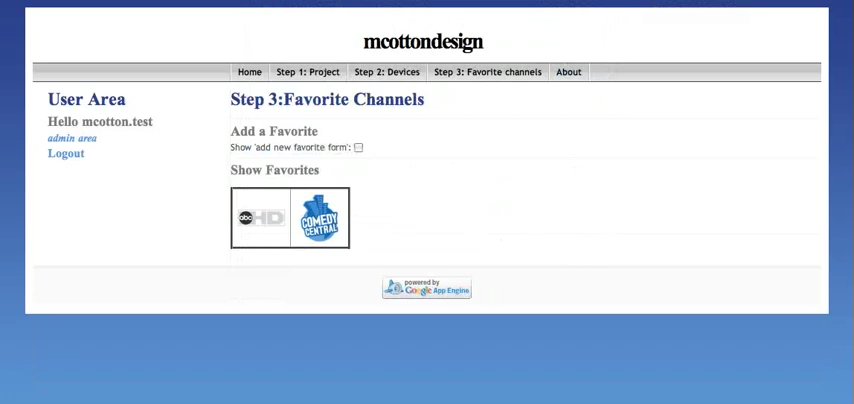 mcottondesign
Home Step 1: Project Step 2: Devices Step 3: Favorite channels About
User Area
Hello mcotton.test
admin area
Logout
Step 3:Favorite Channels
Add a Favorite
Show 'add new favorite form':
Show Favorites
abc HD
COMEDY
CENTRAL
powered by
Google App Engine